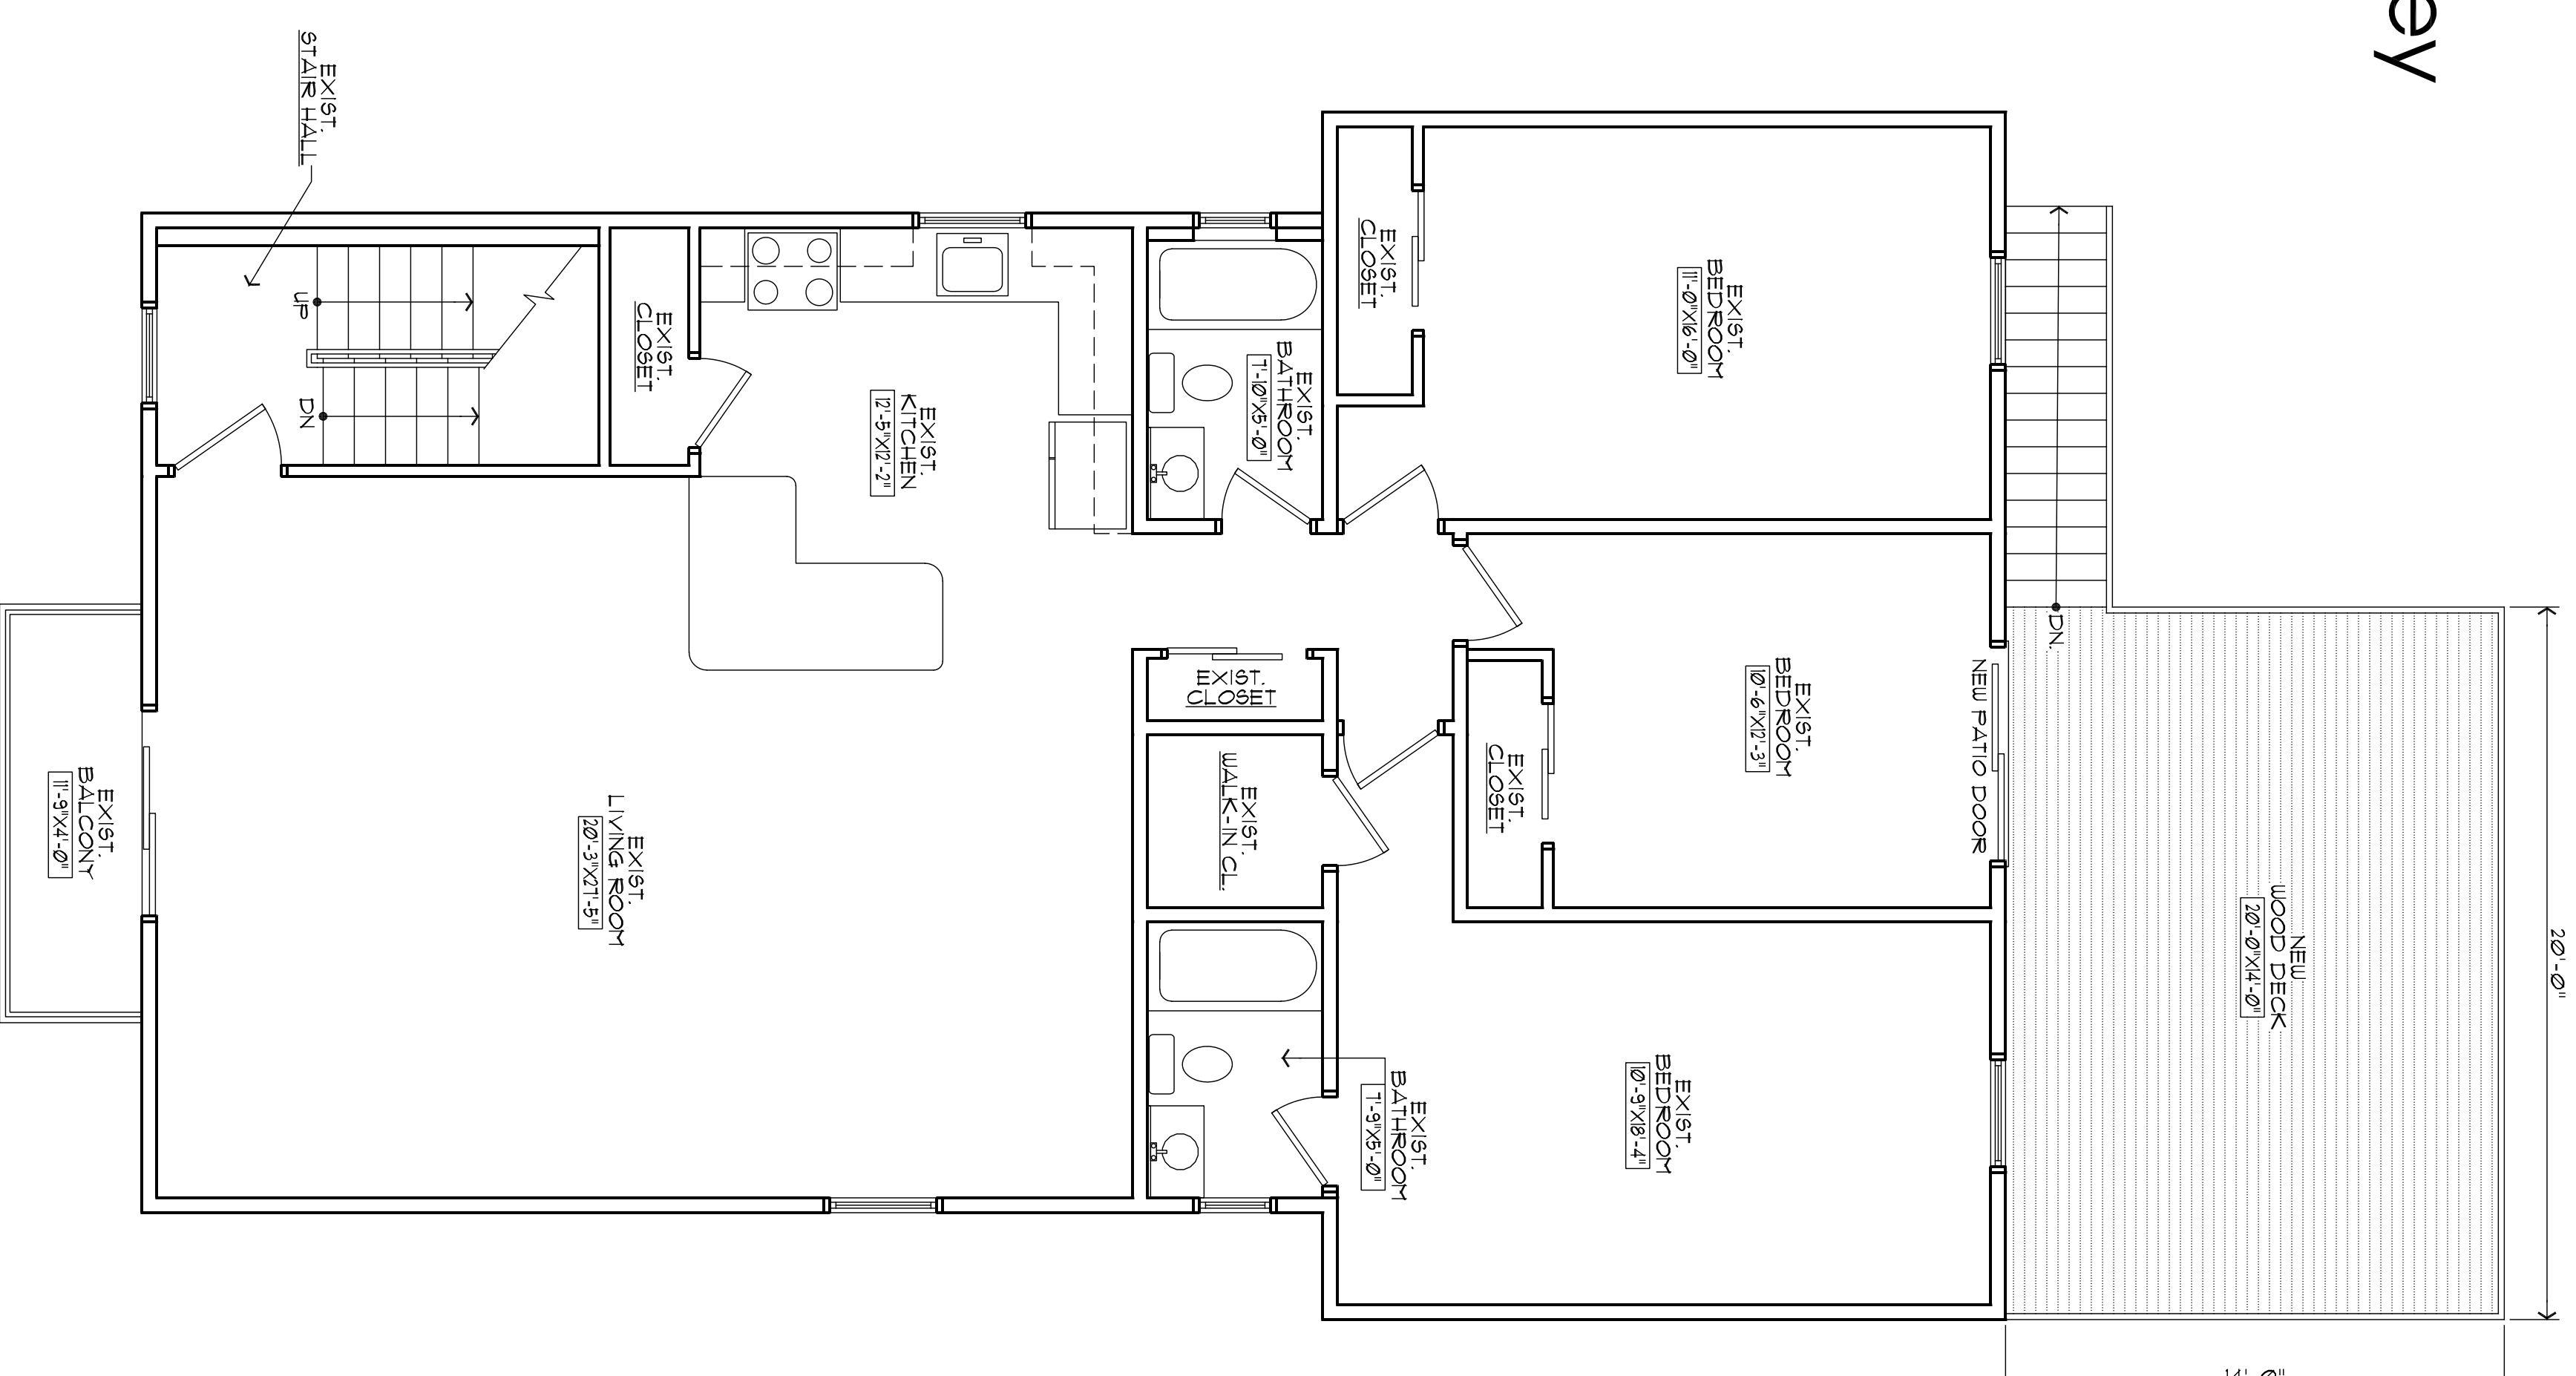 ey
EXIST.
STAIR HALL
UP
DN
EXIST.
CLOSET
EXIST.
KITCHEN
12'-5"X12'-2"
EXIST.
BATHROOM
7'-10"X5'-0"
EXIST.
CLOSET
EXIST.
BEDROOM
11'-0"X16'-0"
DN.
NEW PATIO DOOR
EXIST.
BEDROOM
10'-6"X12'-3"
EXIST.
CLOSET
EXIST.
CLOSET
EXIST.
WALK-IN CL.
EXIST.
LIVING ROOM
20'-3"X27'-5"
EXIST.
BALCONY
11'-9"X4'-0"
EXIST.
BATHROOM
7'-9"X5'-0"
EXIST.
BEDROOM
10'-9"X18'-4"
NEW
WOOD DECK
20'-0"X14'-0"
20'-0"
14'-0"